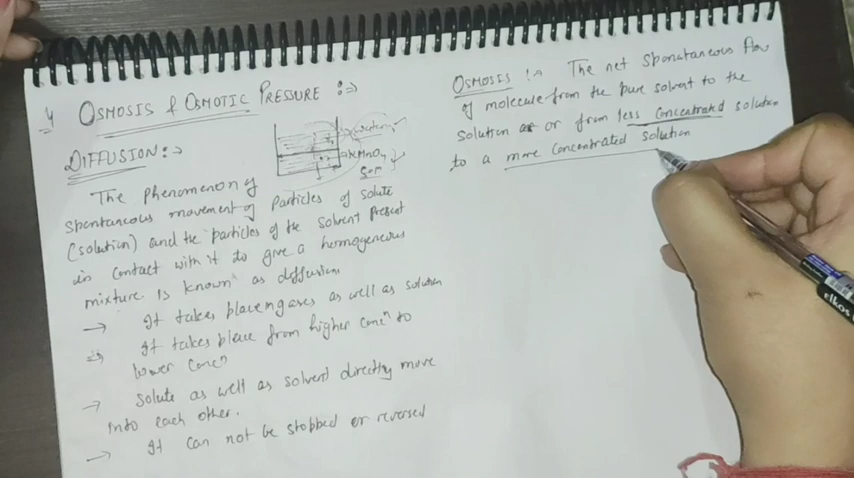 4 OSMOSIS & OSMOTIC PRESSURE :->
DIFFUSION :->
water
KMnO4
Soln
The phenomenon of
spontaneous movement of particles of solute
(solution) and the particles of the solvent present
in contact with it to give a homogeneous
mixture is known as diffusion
→ It takes place in gases as well as solution
⇒ It takes place from higher concn to
lower concn
→ Solute as well as solvent directly move
into each other.
→ It can not be stopped or reversed
OSMOSIS :→ The net spontaneous flow
of molecule from the pure solvent to the
solution or from less concentrated solution
to a more concentrated solution
elkos